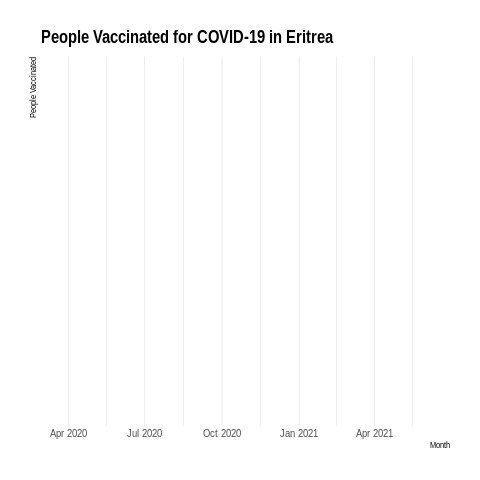 People Vaccinated for COVID-19 in Eritrea
People Vaccinated
Apr 2020 Jul 2020 Oct 2020 Jan 2021 Apr 2021
Month